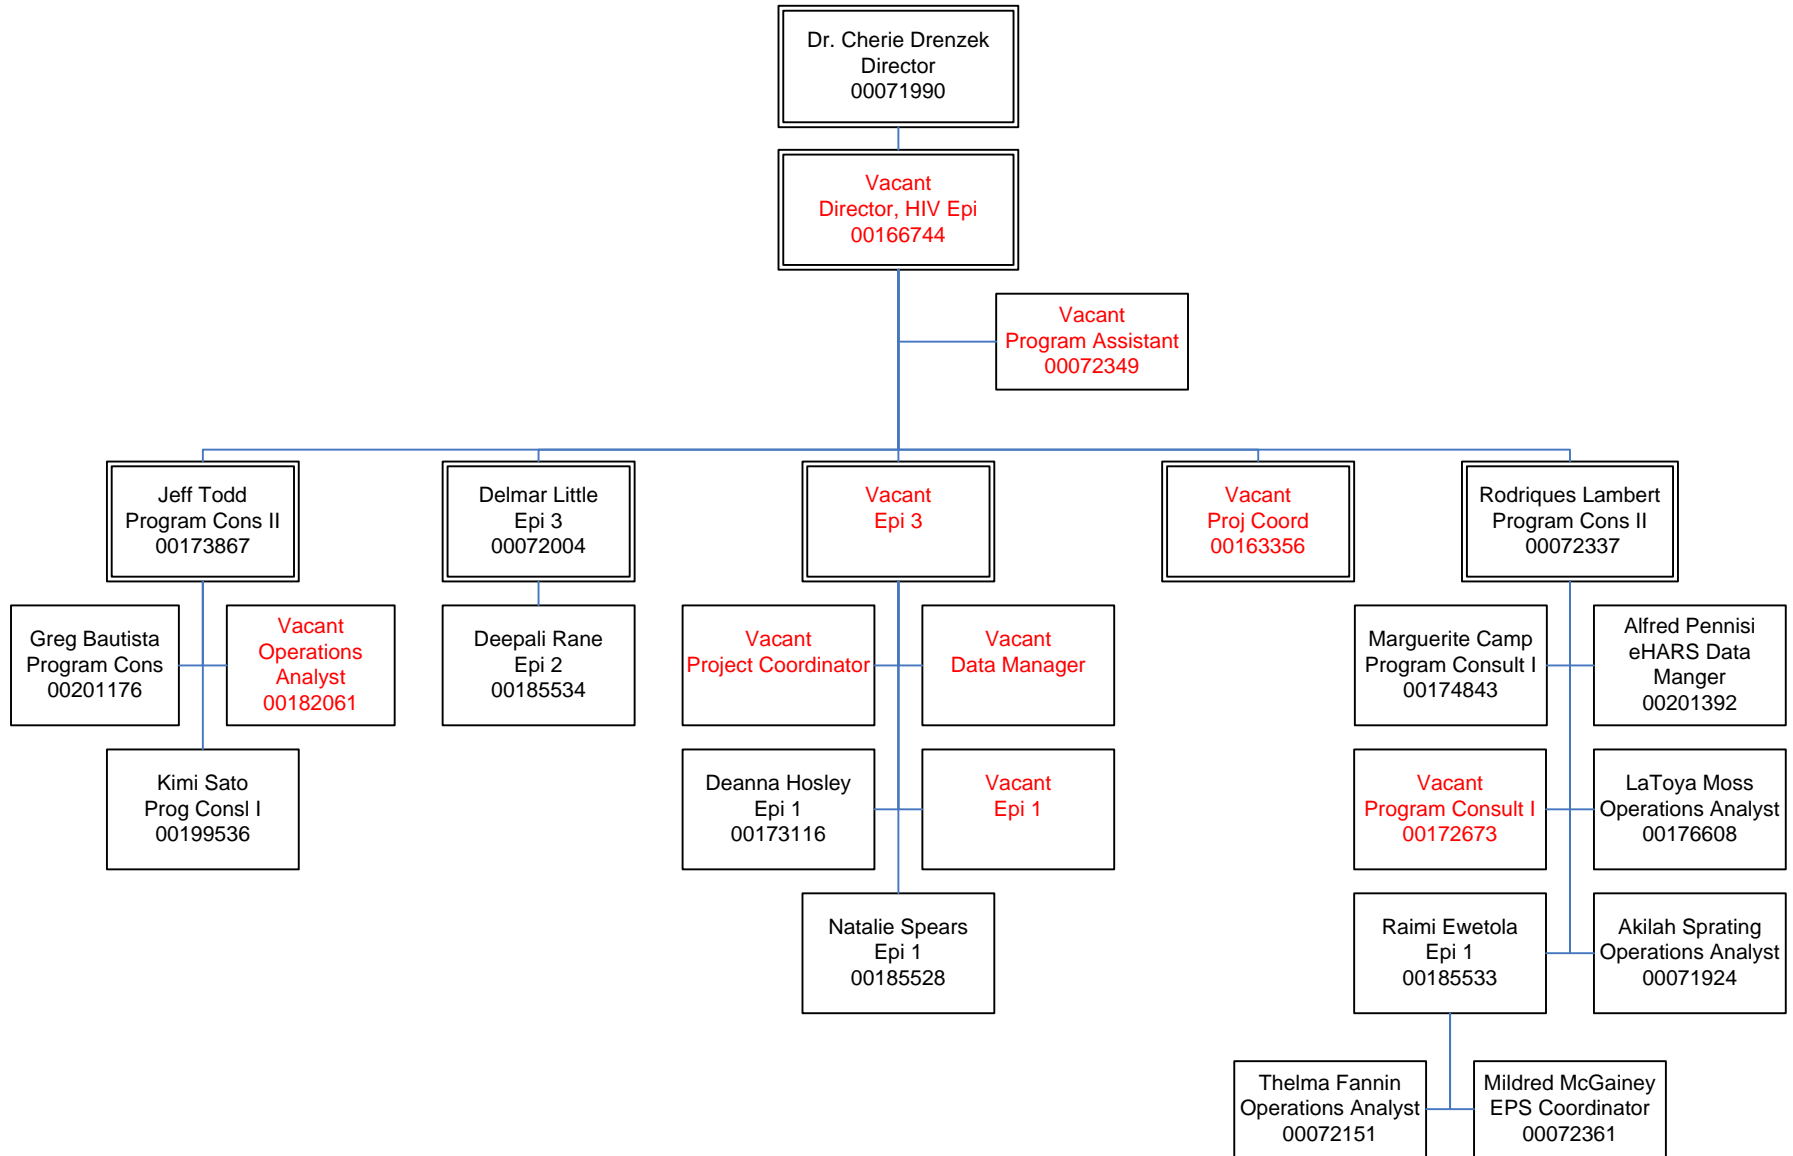 Dr. Cherie Drenzek
Director
00071990
Vacant
Director, HIV Epi
00166744
Vacant
Program Assistant
00072349
Jeff Todd
Program Cons II
00173867
Delmar Little
Epi 3
00072004
Vacant
Epi 3
Vacant
Proj Coord
00163356
Rodriques Lambert
Program Cons II
00072337
Greg Bautista
Program Cons
00201176
Vacant
Operations
Analyst
00182061
Deepali Rane
Epi 2
00185534
Vacant
Project Coordinator
Vacant
Data Manager
Marguerite Camp
Program Consult I
00174843
Alfred Pennisi
eHARS Data
Manger
00201392
Kimi Sato
Prog Consl I
00199536
Deanna Hosley
Epi 1
00173116
Vacant
Epi 1
Vacant
Program Consult I
00172673
LaToya Moss
Operations Analyst
00176608
Natalie Spears
Epi 1
00185528
Raimi Ewetola
Epi 1
00185533
Akilah Sprating
Operations Analyst
00071924
Thelma Fannin
Operations Analyst
00072151
Mildred McGainey
EPS Coordinator
00072361